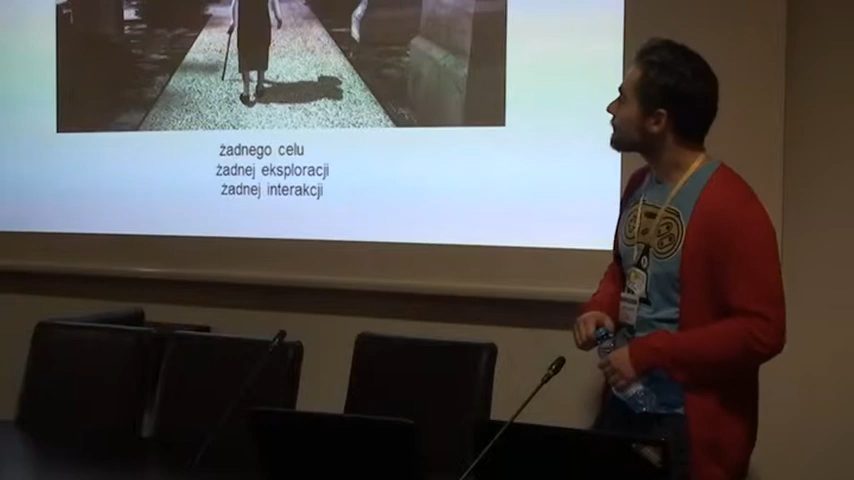 żadnego celu
żadnej eksploracji
żadnej interakcji